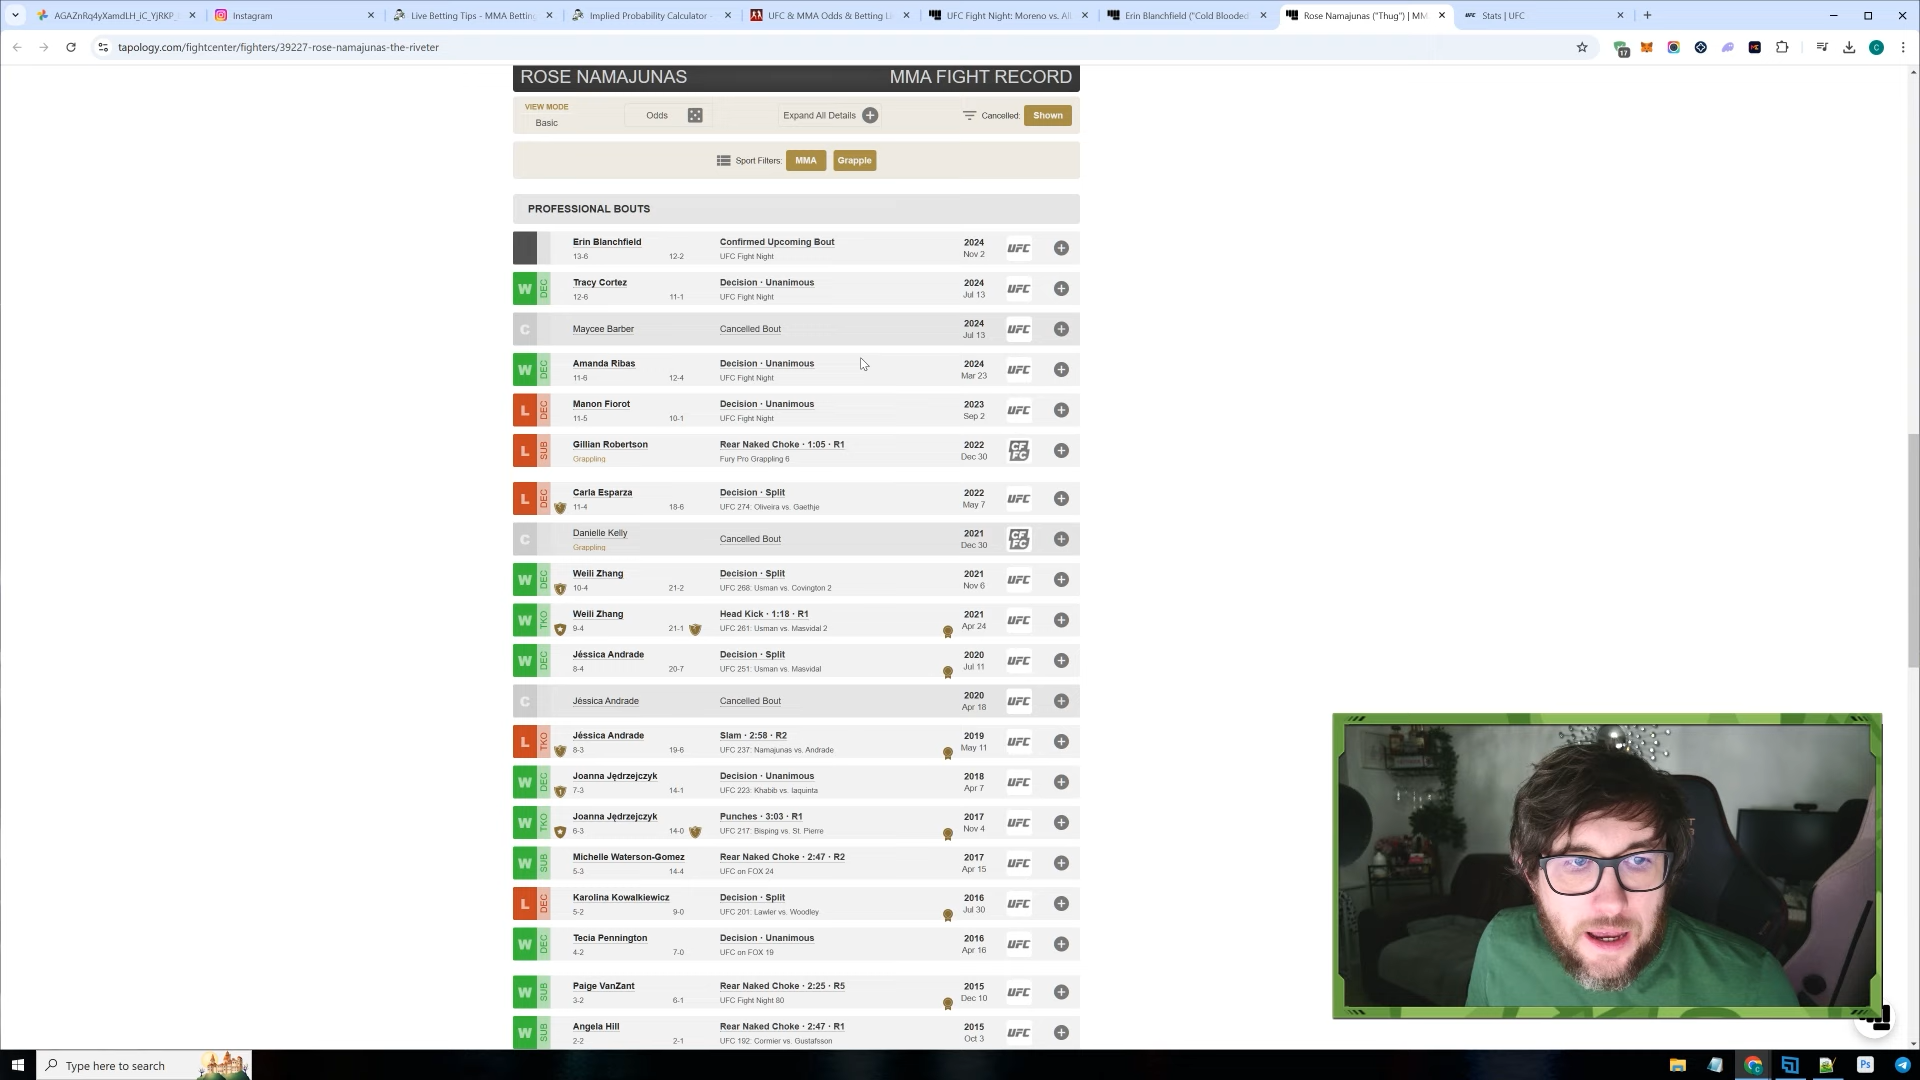 AGAZnRq4yXamdLH_iC_YjRKP_
Instagram
Live Betting Tips - MMA Betting
Implied Probability Calculator -
UFC & MMA Odds & Betting Li
UFC Fight Night: Moreno vs. Al
Erin Blanchfield ("Cold Blooded
Rose Namajunas ("Thug") | MM
Stats | UFC
tapology.com/fightcenter/fighters/39227-rose-namajunas-the-riveter
17
C
ROSE NAMAJUNAS
MMA FIGHT RECORD
VIEW MODE
Basic
Odds
Expand All Details
Cancelled:
Shown
Sport Filters:
MMA
Grapple
PROFESSIONAL BOUTS
Erin Blanchfield
Confirmed Upcoming Bout
2024
13-6
12-2
UFC Fight Night
Nov 2
UFC
W
DEC
Tracy Cortez
Decision · Unanimous
2024
12-6
11-1
UFC Fight Night
Jul 13
UFC
C
Maycee Barber
Cancelled Bout
2024
Jul 13
UFC
W
DEC
Amanda Ribas
Decision · Unanimous
2024
11-6
12-4
UFC Fight Night
Mar 23
UFC
L
DEC
Manon Fiorot
Decision · Unanimous
2023
11-5
10-1
UFC Fight Night
Sep 2
UFC
L
SUB
Gillian Robertson
Rear Naked Choke · 1:05 · R1
2022
Grappling
Fury Pro Grappling 6
Dec 30
CFFC
L
DEC
Carla Esparza
Decision · Split
2022
11-4
18-6
UFC 274: Oliveira vs. Gaethje
May 7
UFC
C
Danielle Kelly
Cancelled Bout
2021
Grappling
Dec 30
CFFC
W
DEC
Weili Zhang
Decision · Split
2021
10-4
21-2
UFC 268: Usman vs. Covington 2
Nov 6
UFC
W
TKO
Weili Zhang
Head Kick · 1:18 · R1
2021
9-4
21-1
UFC 261: Usman vs. Masvidal 2
Apr 24
UFC
W
DEC
Jéssica Andrade
Decision · Split
2020
8-4
20-7
UFC 251: Usman vs. Masvidal
Jul 11
UFC
C
Jéssica Andrade
Cancelled Bout
2020
Apr 18
UFC
L
TKO
Jéssica Andrade
Slam · 2:58 · R2
2019
8-3
19-6
UFC 237: Namajunas vs. Andrade
May 11
UFC
W
DEC
Joanna Jędrzejczyk
Decision · Unanimous
2018
7-3
14-1
UFC 223: Khabib vs. Iaquinta
Apr 7
UFC
W
TKO
Joanna Jędrzejczyk
Punches · 3:03 · R1
2017
6-3
14-0
UFC 217: Bisping vs. St. Pierre
Nov 4
UFC
W
SUB
Michelle Waterson-Gomez
Rear Naked Choke · 2:47 · R2
2017
5-3
14-4
UFC on FOX 24
Apr 15
UFC
L
DEC
Karolina Kowalkiewicz
Decision · Split
2016
5-2
9-0
UFC 201: Lawler vs. Woodley
Jul 30
UFC
W
DEC
Tecia Pennington
Decision · Unanimous
2016
4-2
7-0
UFC on FOX 19
Apr 16
UFC
W
SUB
Paige VanZant
Rear Naked Choke · 2:25 · R5
2015
3-2
6-1
UFC Fight Night 80
Dec 10
UFC
W
SUB
Angela Hill
Rear Naked Choke · 2:47 · R1
2015
2-2
2-1
UFC 192: Cormier vs. Gustafsson
Oct 3
UFC
Type here to search
Ps